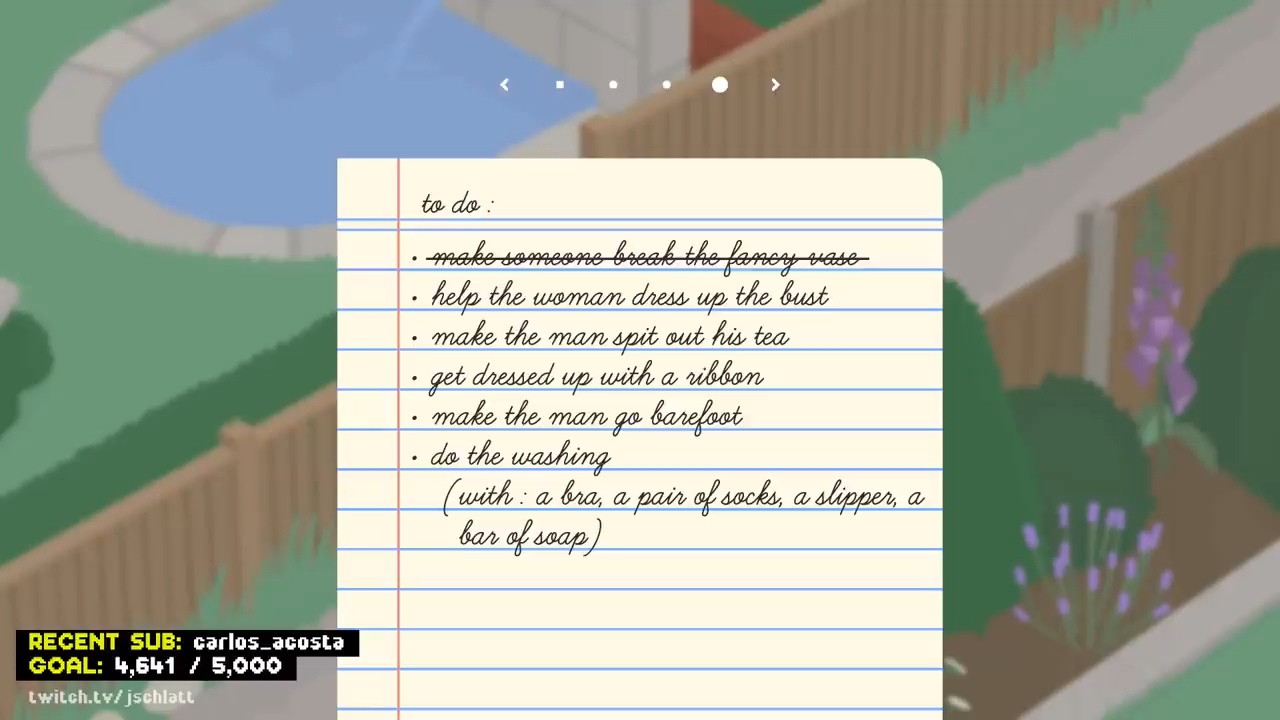 to do :
• make someone break the fancy vase
• help the woman dress up the bust
• make the man spit out his tea
• get dressed up with a ribbon
• make the man go barefoot
• do the washing
(with : a bra, a pair of socks, a slipper, a
bar of soap)
RECENT SUB: carlos_acosta
GOAL: 4,641 / 5,000
twitch.tv/jschlatt